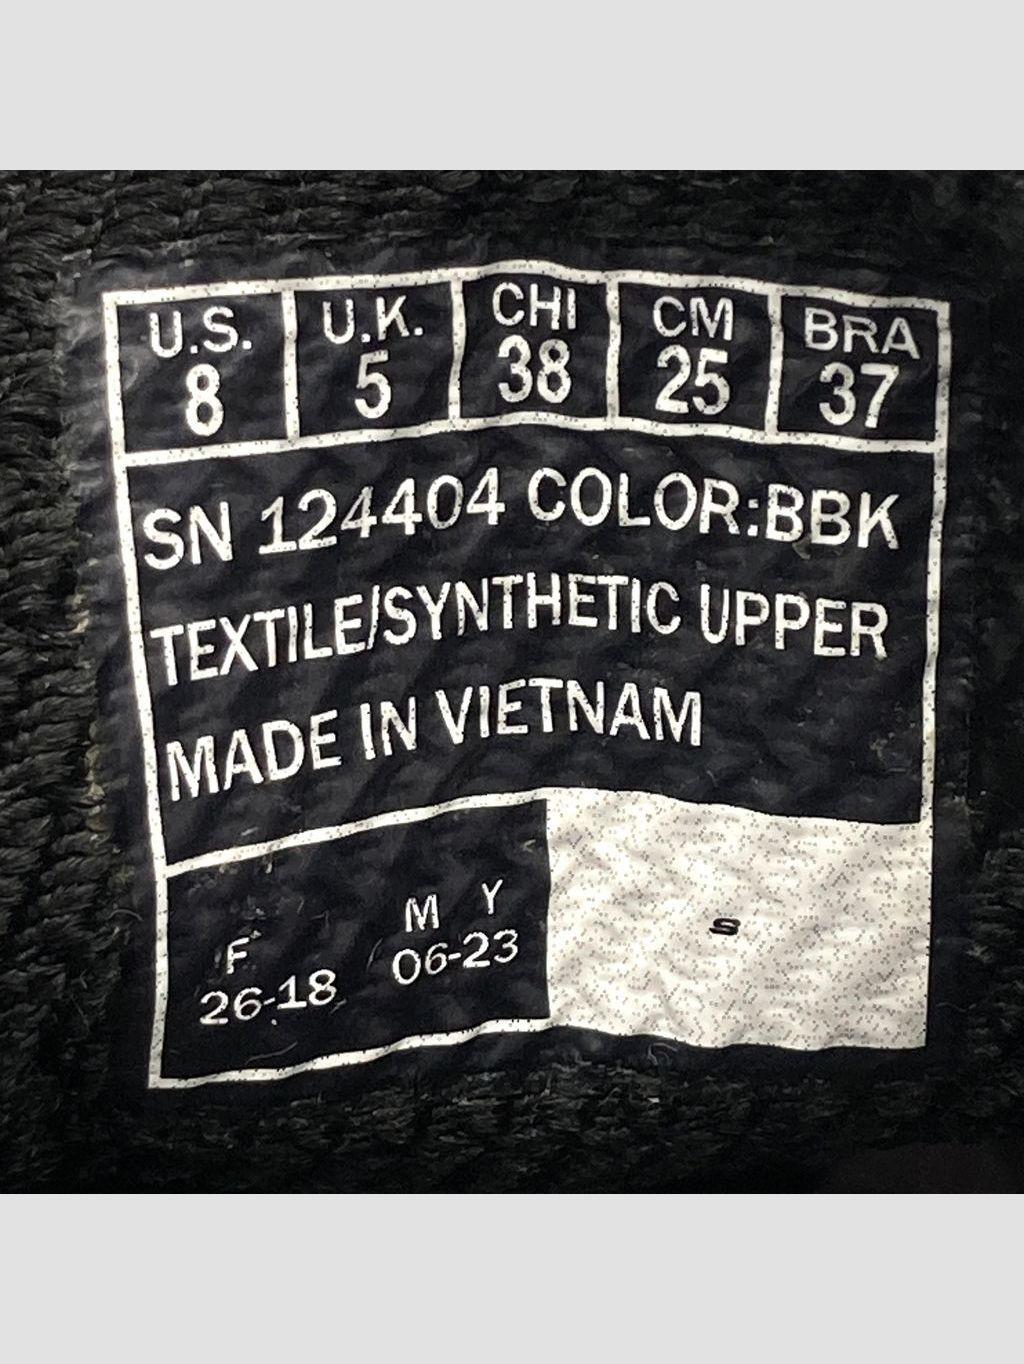 U.S. U.K. CHI CM BRA
8 5 38 25 37
SN 124404 COLOR:BBK
TEXTILE/SYNTHETIC UPPER
MADE IN VIETNAM
F M Y
26-18 06-23
S